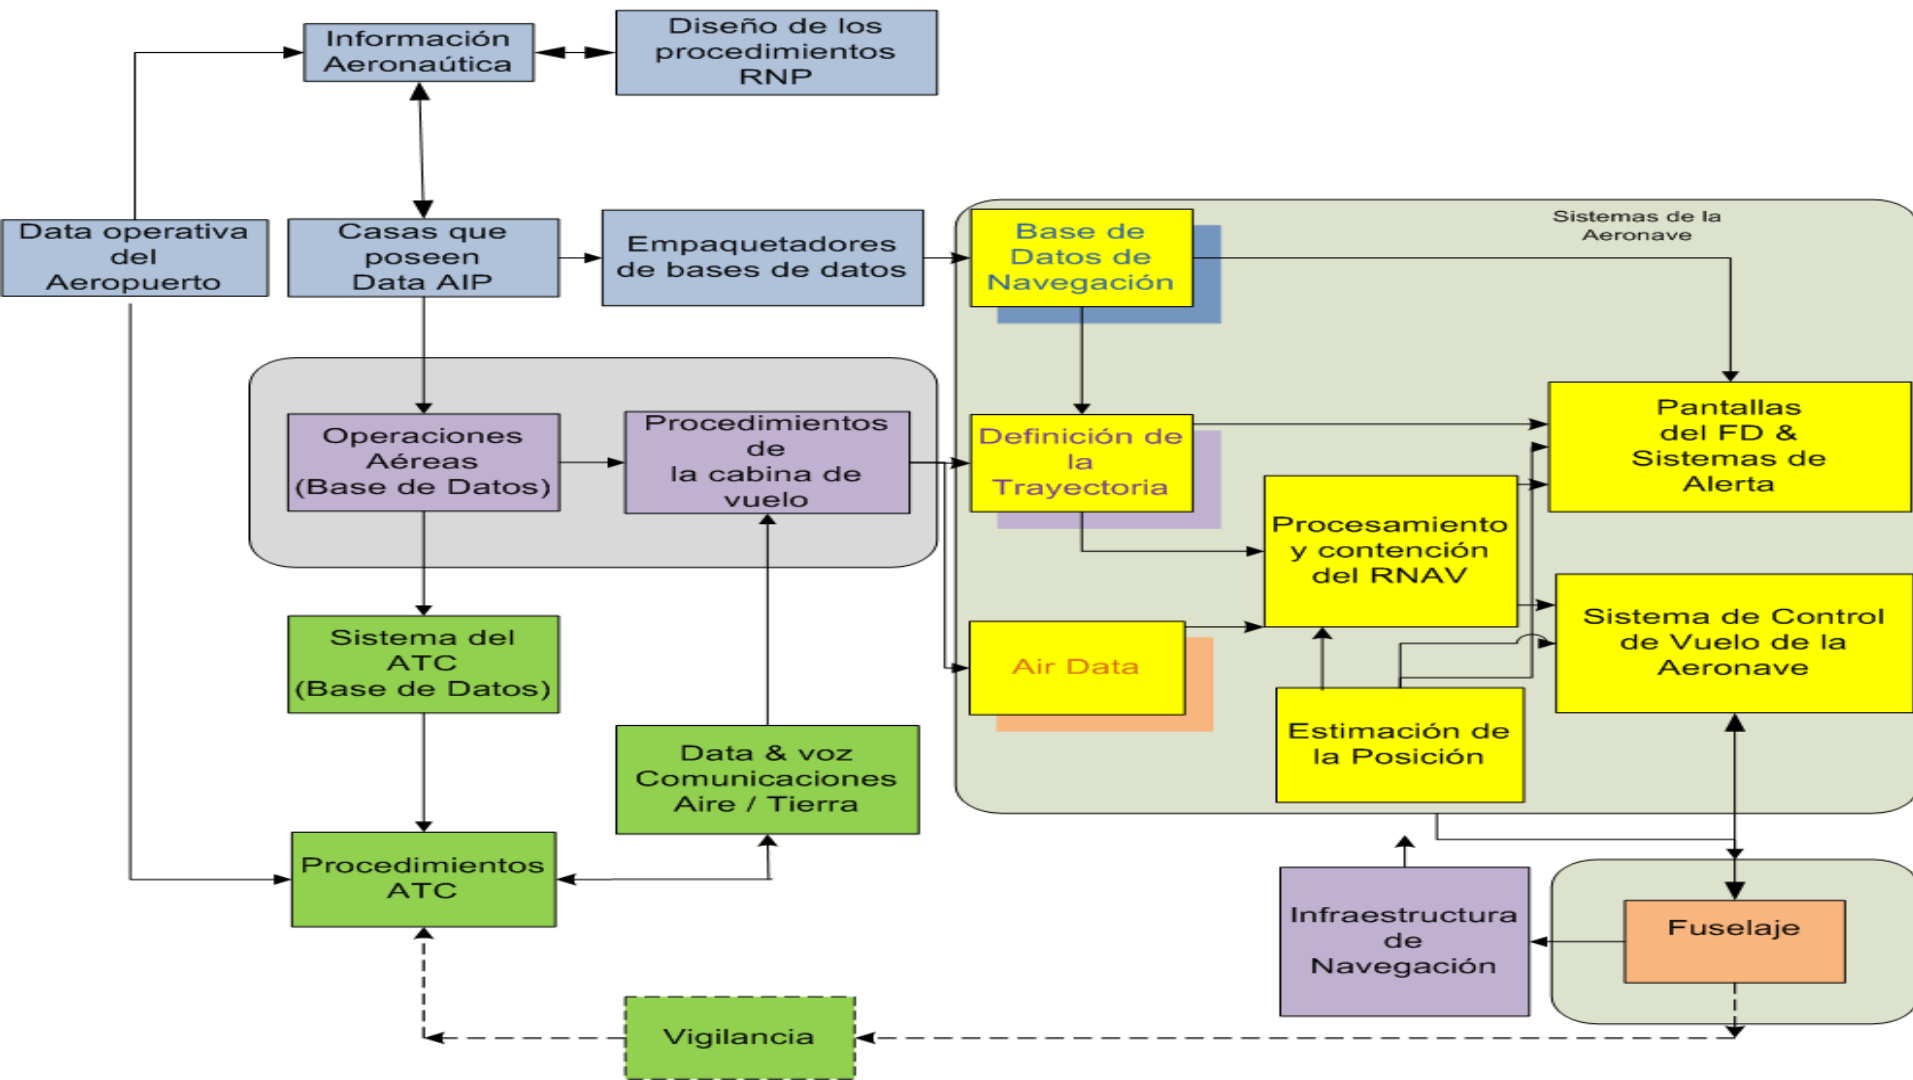 Información
Aeronaútica
Diseño de los
procedimientos
RNP
Data operativa
del
Aeropuerto
Casas que
poseen
Data AIP
Empaquetadores
de bases de datos
Base de
Datos de
Navegación
Sistemas de la
Aeronave
Operaciones
Aéreas
(Base de Datos)
Procedimientos
de
la cabina de
vuelo
Definición de
la
Trayectoria
Pantallas
del FD &
Sistemas de
Alerta
Procesamiento
y contención
del RNAV
Sistema del
ATC
(Base de Datos)
Air Data
Sistema de Control
de Vuelo de la
Aeronave
Estimación de
la Posición
Data & voz
Comunicaciones
Aire / Tierra
Procedimientos
ATC
Infraestructura
de
Navegación
Fuselaje
Vigilancia